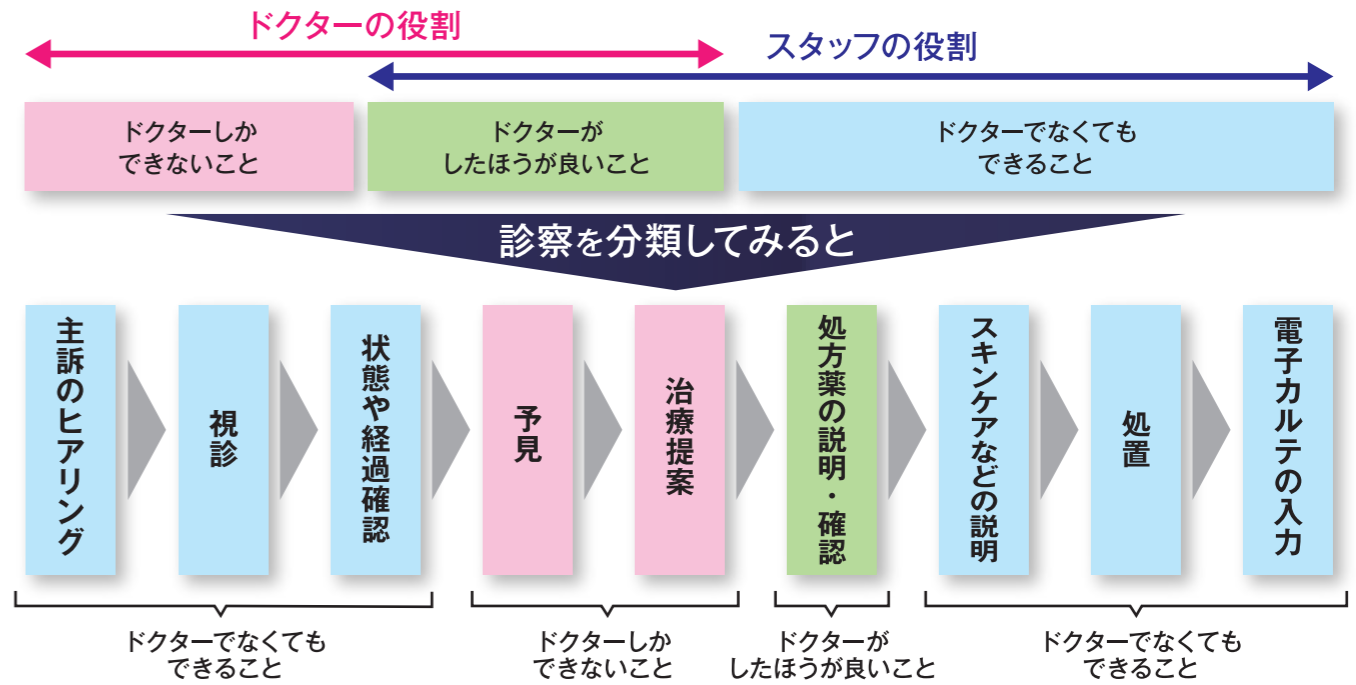 ドクターの役割
スタッフの役割
ドクターしか
できないこと
ドクターが
したほうが良いこと
ドクターでなくても
できること
診察を分類してみると
主訴のヒアリング
視診
状態や経過確認
予見
治療提案
処方薬の説明・確認
スキンケアなどの説明
処置
電子カルテの入力
ドクターでなくても
できること
ドクターしか
できないこと
ドクターが
したほうが良いこと
ドクターでなくても
できること